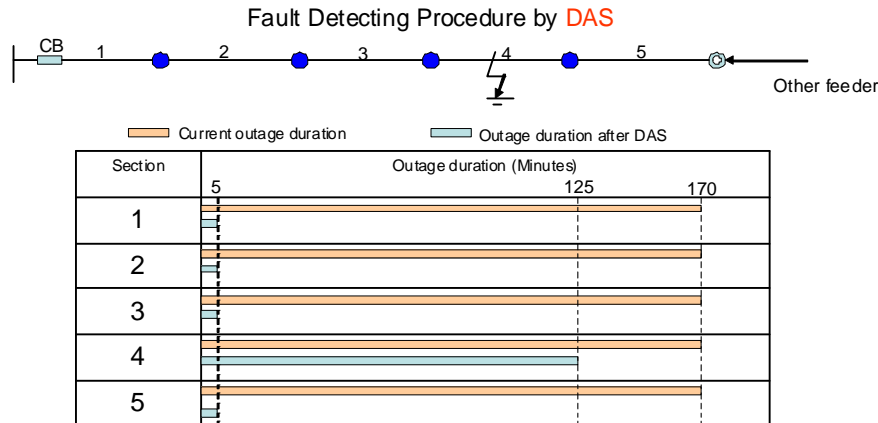 Fault Detecting Procedure by DAS
CB 1 2 3 4 5 C
Other feeder
Current outage duration Outage duration after DAS
Section Outage duration (Minutes)
5 125 170
1
2
3
4
5